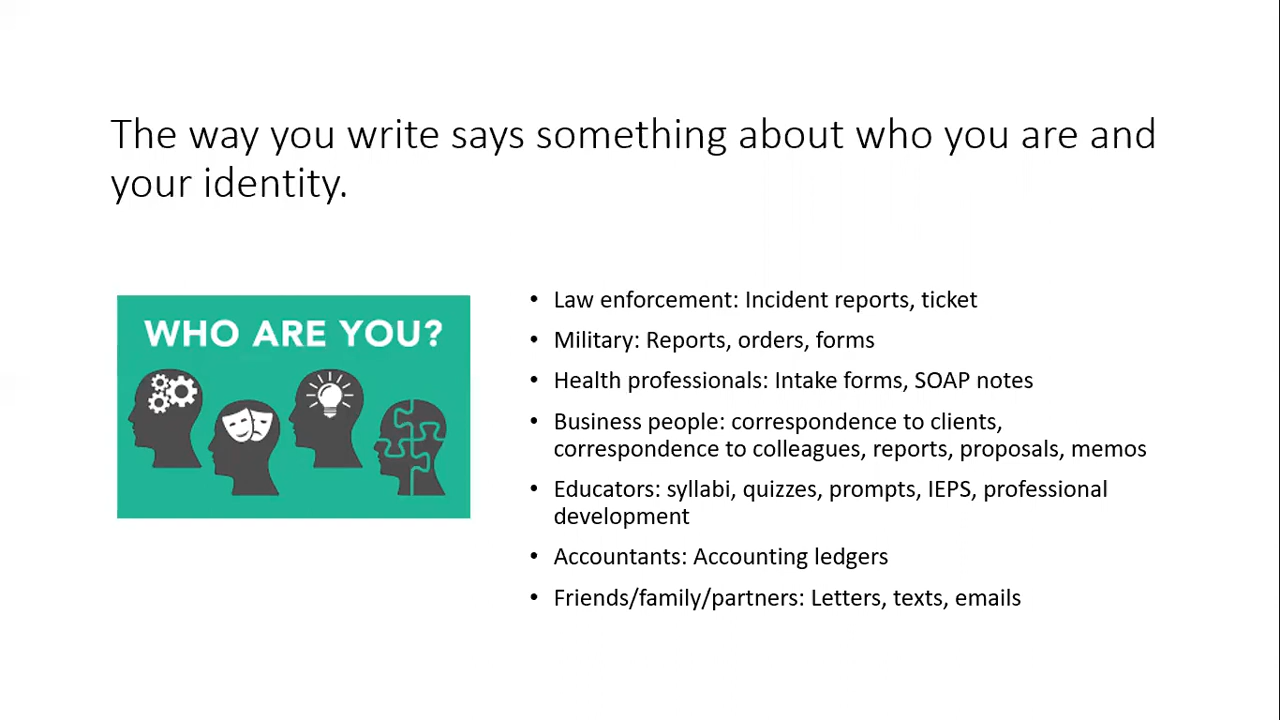 The way you write says something about who you are and
your identity.
WHO ARE YOU?
• Law enforcement: Incident reports, ticket
• Military: Reports, orders, forms
• Health professionals: Intake forms, SOAP notes
• Business people: correspondence to clients,
correspondence to colleagues, reports, proposals, memos
• Educators: syllabi, quizzes, prompts, IEPS, professional
development
• Accountants: Accounting ledgers
• Friends/family/partners: Letters, texts, emails